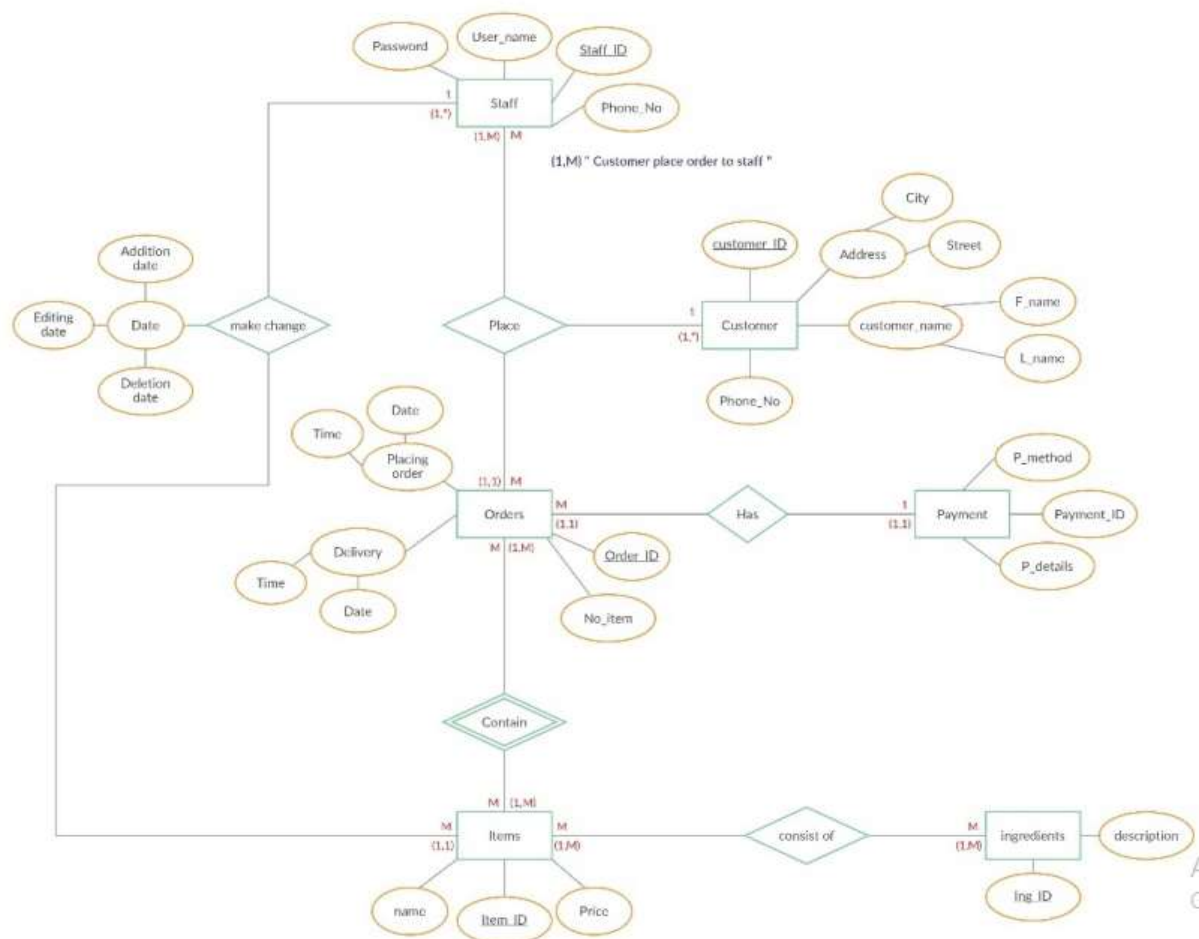 User_name
Password
Staff_ID
Staff
Phone_No
1
(1,*)
(1,M) M
(1,M) " Customer place order to staff "
City
customer_ID
Address
Street
Addition
date
F_name
Editing
date
Date
make change
Place
1
(1,*)
Customer
customer_name
L_name
Deletion
date
Phone_No
Date
Time
Placing
order
P_method
(1,1) M
Orders
M
(1,1)
Has
1
(1,1)
Payment
Payment_ID
M (1,M)
Delivery
Order_ID
P_details
Time
Date
No_item
Contain
M (1,M)
M
(1,1)
Items
M
(1,M)
consist of
M
(1,M)
ingredients
description
name
Item_ID
Price
Ing_ID